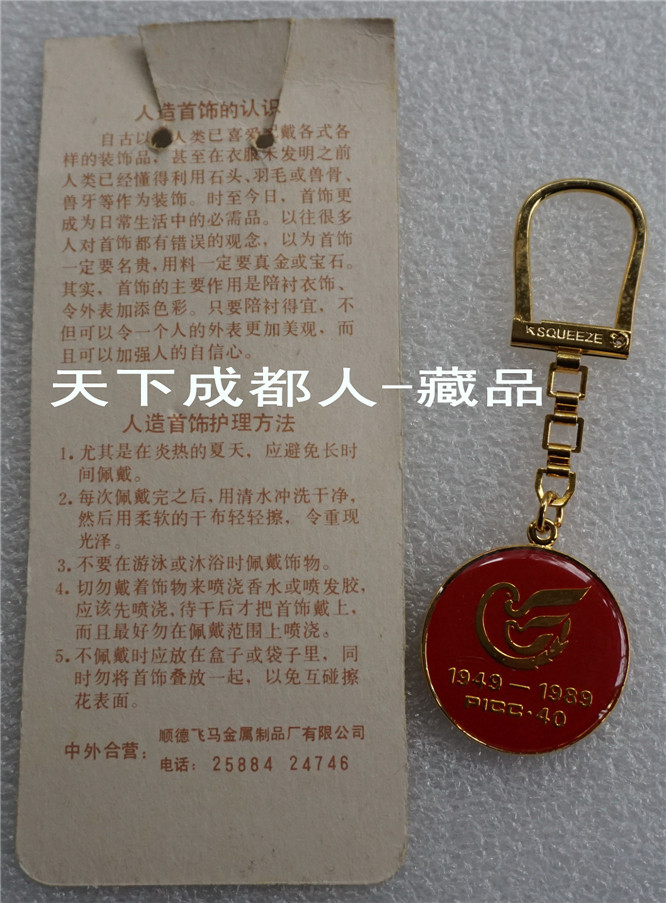 人造首饰的认识
自古以 人类已喜爱 戴各式各
样的装饰品，甚至在衣服未发明之前
人类已经懂得利用石头、羽毛或兽骨、
兽牙等作为装饰。时至今日，首饰更
成为日常生活中的必需品。以往很多
人对首饰都有错误的观念，以为首饰
一定要名贵，用料一定要真金或宝石。
其实，首饰的主要作用是陪衬衣饰、
令外表加添色彩。只要陪衬得宜，不
但可以令一个人的外表更加美观，而
且可以加强人的自信心。
天下成都人-藏品
人造首饰护理方法
1．尤其是在炎热的夏天，应避免长时
间佩戴。
2．每次佩戴完之后，用清水冲洗干净，
然后用柔软的干布轻轻擦，令重现
光泽。
3．不要在游泳或沐浴时佩戴饰物。
4．切勿戴着饰物来喷浇香水或喷发胶，
应该先喷浇，待干后才把首饰戴上，
而且最好勿在佩戴范围上喷浇。
5．不佩戴时应放在盒子或袋子里，同
时勿将首饰叠放一起，以免互碰擦
花表面。
中外合营：顺德飞马金属制品厂有限公司
电话：25884 24746
SQUEEZE
1949—1989
PICC·40